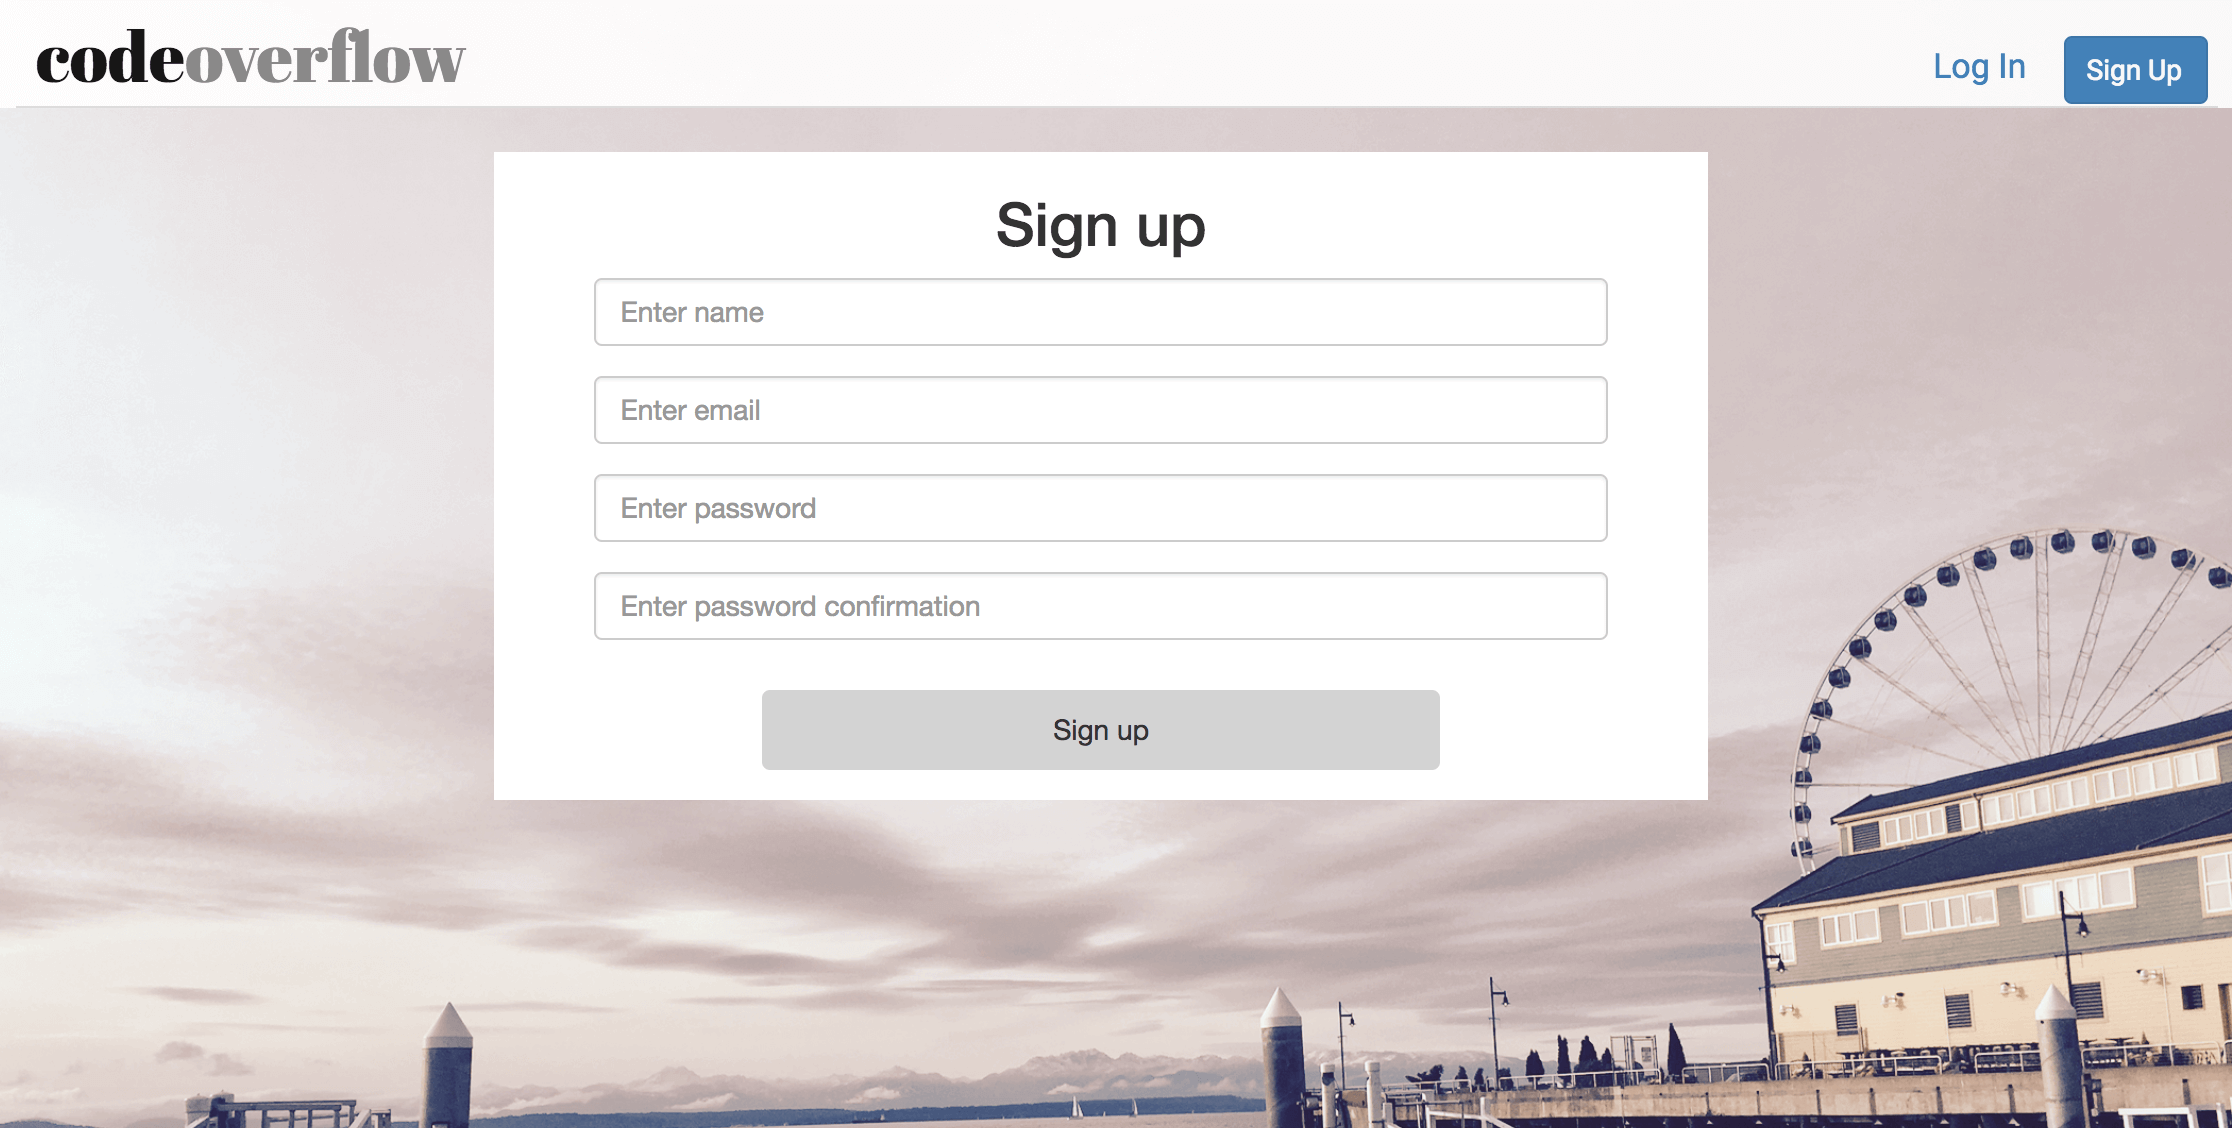 codeoverflow
Log In
Sign Up
Sign up
Enter name
Enter email
Enter password
Enter password confirmation
Sign up